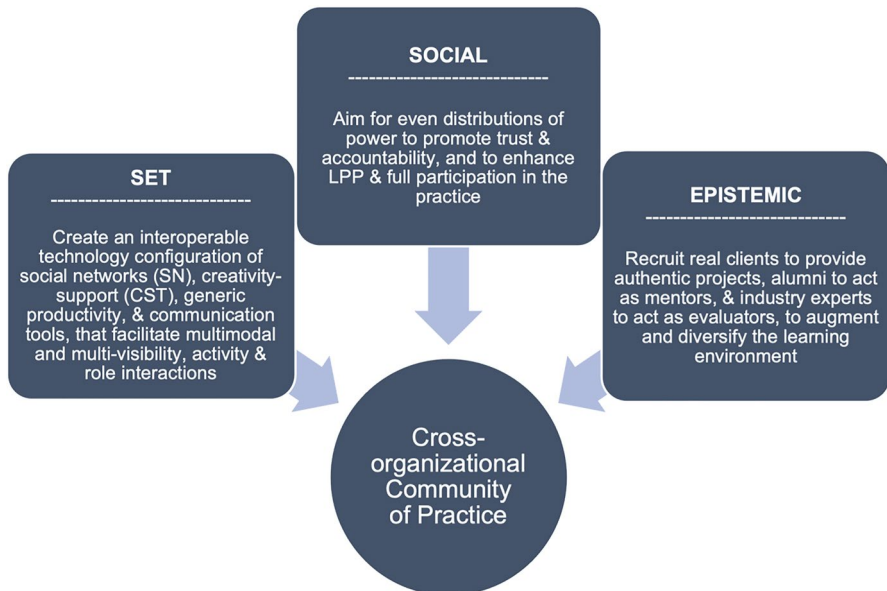 SOCIAL
------------------------------
Aim for even distributions of
power to promote trust &
accountability, and to enhance
LPP & full participation in the
practice
SET
------------------------------
Create an interoperable
technology configuration of
social networks (SN), creativity-
support (CST), generic
productivity, & communication
tools, that facilitate multimodal
and multi-visibility, activity &
role interactions
EPISTEMIC
------------------------------
Recruit real clients to provide
authentic projects, alumni to act
as mentors, & industry experts
to act as evaluators, to augment
and diversify the learning
environment
Cross-
organizational
Community
of Practice